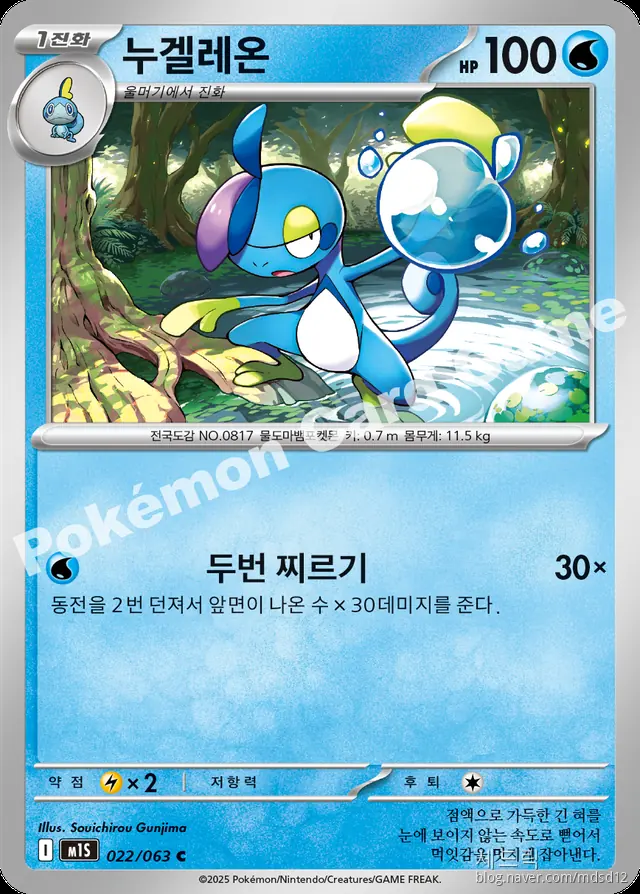 1진화
누겔레온
HP 100
울머기에서 진화
Pokémon Card Game
전국도감 NO.0817 물도마뱀포켓몬 키: 0.7 m 몸무게: 11.5 kg
두번 찌르기 30×
동전을 2번 던져서 앞면이 나온 수 × 30데미지를 준다.
약점 ×2 저항력 후퇴
Illus. Souichirou Gunjima
I M1S 022/063 C
점액으로 가득한 긴 혀를
눈에 보이지 않는 속도로 뻗어서
먹잇감을 맞게 해 잡아낸다.
©2025 Pokémon/Nintendo/Creatures/GAME FREAK.
blog.naver.com/mdsd12